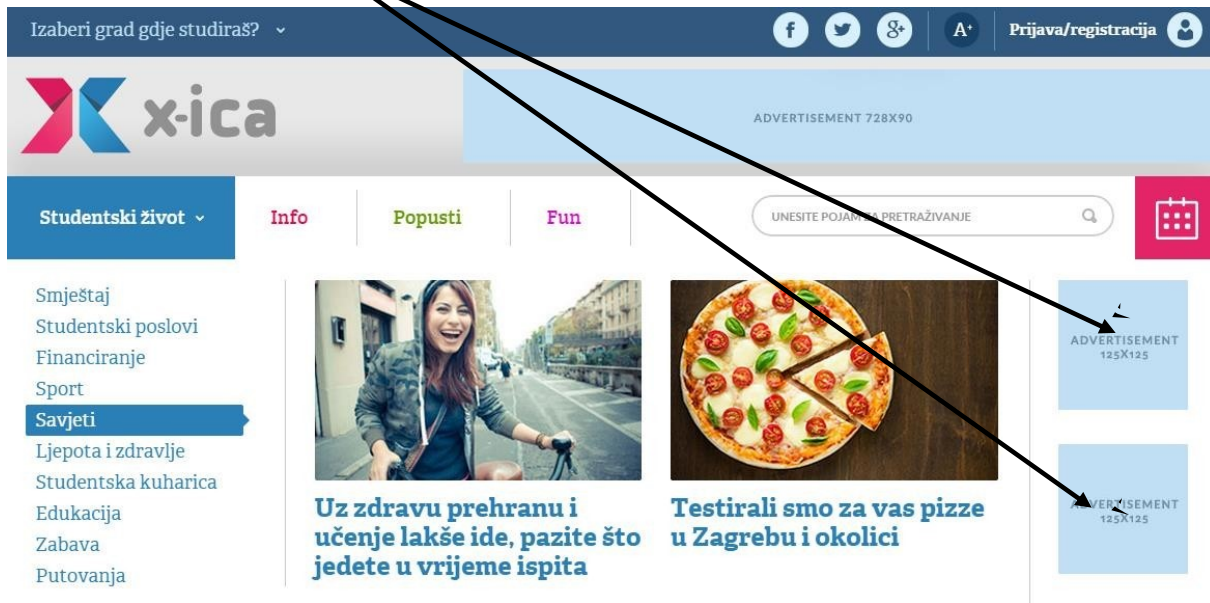 Izaberi grad gdje studiraš?
f
8+
A+
Prijava/registracija
x-ica
ADVERTISEMENT 728X90
Studentski život
Info
Popusti
Fun
UNESITE POJAM ZA PRETRAŽIVANJE
Smještaj
Studentski poslovi
Financiranje
Sport
Savjeti
Ljepota i zdravlje
Studentska kuharica
Edukacija
Zabava
Putovanja
Uz zdravu prehranu i
učenje lakše ide, pazite što
jedete u vrijeme ispita
Testirali smo za vas pizze
u Zagrebu i okolici
ADVERTISEMENT
125X125
ADVERTISEMENT
125X125